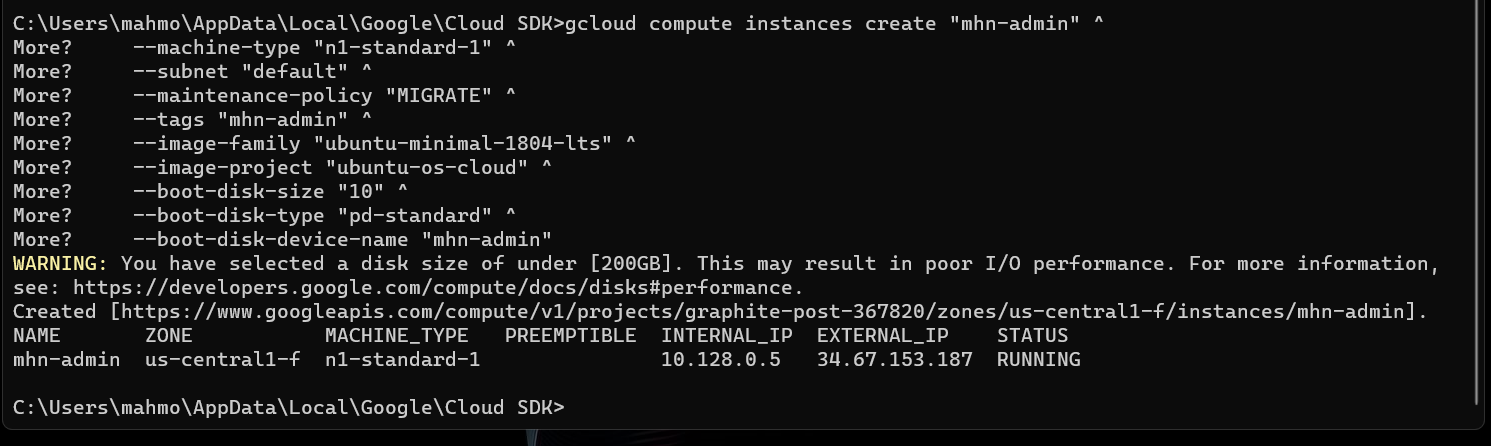 C:\Users\mahmo\AppData\Local\Google\Cloud SDK>gcloud compute instances create "mhn-admin" ^
More?     --machine-type "n1-standard-1" ^
More?     --subnet "default" ^
More?     --maintenance-policy "MIGRATE" ^
More?     --tags "mhn-admin" ^
More?     --image-family "ubuntu-minimal-1804-lts" ^
More?     --image-project "ubuntu-os-cloud" ^
More?     --boot-disk-size "10" ^
More?     --boot-disk-type "pd-standard" ^
More?     --boot-disk-device-name "mhn-admin"
WARNING: You have selected a disk size of under [200GB]. This may result in poor I/O performance. For more information,
see: https://developers.google.com/compute/docs/disks#performance.
Created [https://www.googleapis.com/compute/v1/projects/graphite-post-367820/zones/us-central1-f/instances/mhn-admin].
NAME       ZONE           MACHINE_TYPE   PREEMPTIBLE  INTERNAL_IP  EXTERNAL_IP    STATUS
mhn-admin  us-central1-f  n1-standard-1               10.128.0.5   34.67.153.187  RUNNING
C:\Users\mahmo\AppData\Local\Google\Cloud SDK>